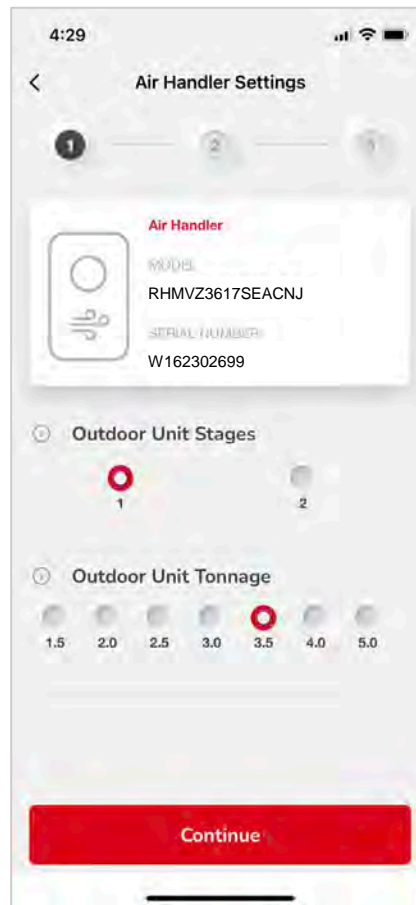 4:29
Air Handler Settings
1 2 3
Air Handler
MODEL
RHMVZ3617SEACNJ
SERIAL NUMBER
W162302699
Outdoor Unit Stages
1 2
Outdoor Unit Tonnage
1.5 2.0 2.5 3.0 3.5 4.0 5.0
Continue